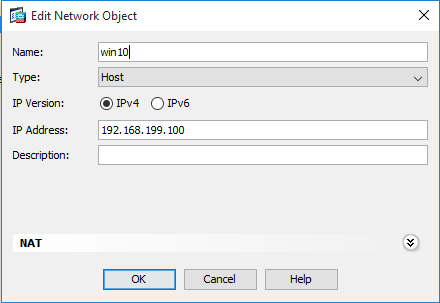 Edit Network Object
Name: win10
Type: Host
IP Version: IPv4 IPv6
IP Address: 192.168.199.100
Description:
NAT
OK Cancel Help